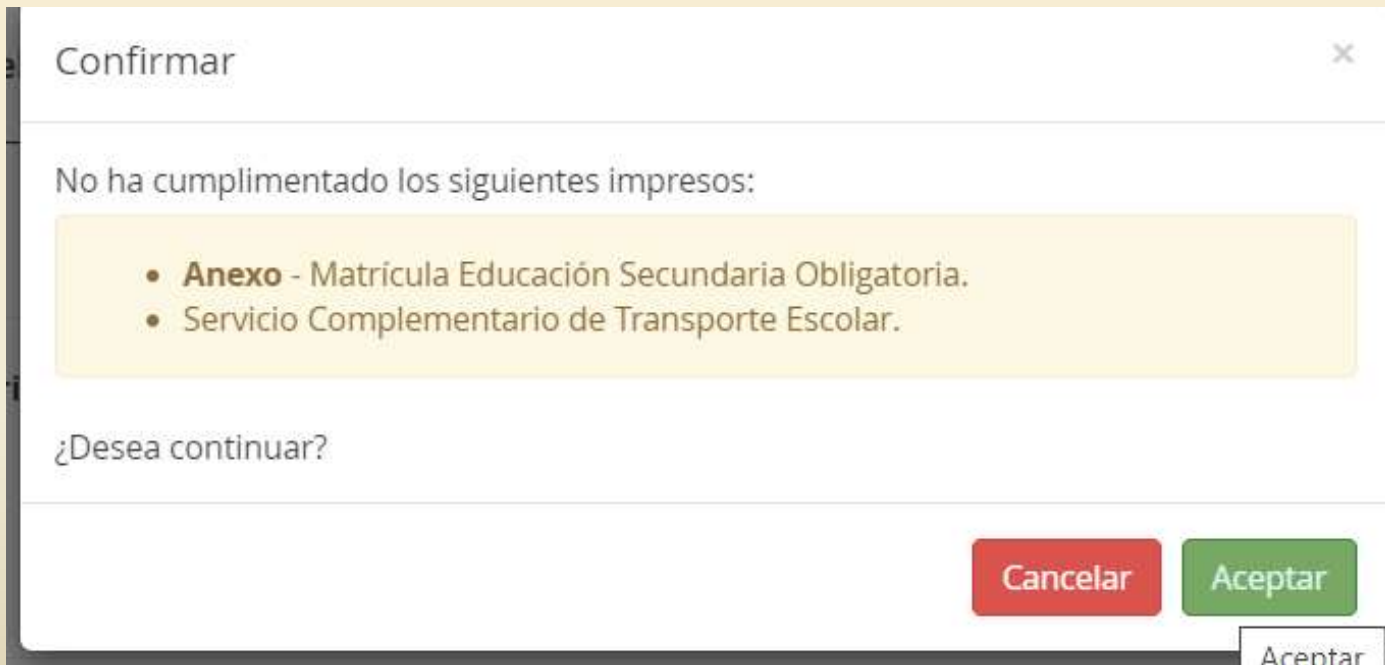 Confirmar
×
No ha cumplimentado los siguientes impresos:
• Anexo - Matrícula Educación Secundaria Obligatoria.
• Servicio Complementario de Transporte Escolar.
¿Desea continuar?
Cancelar Aceptar
Aceptar